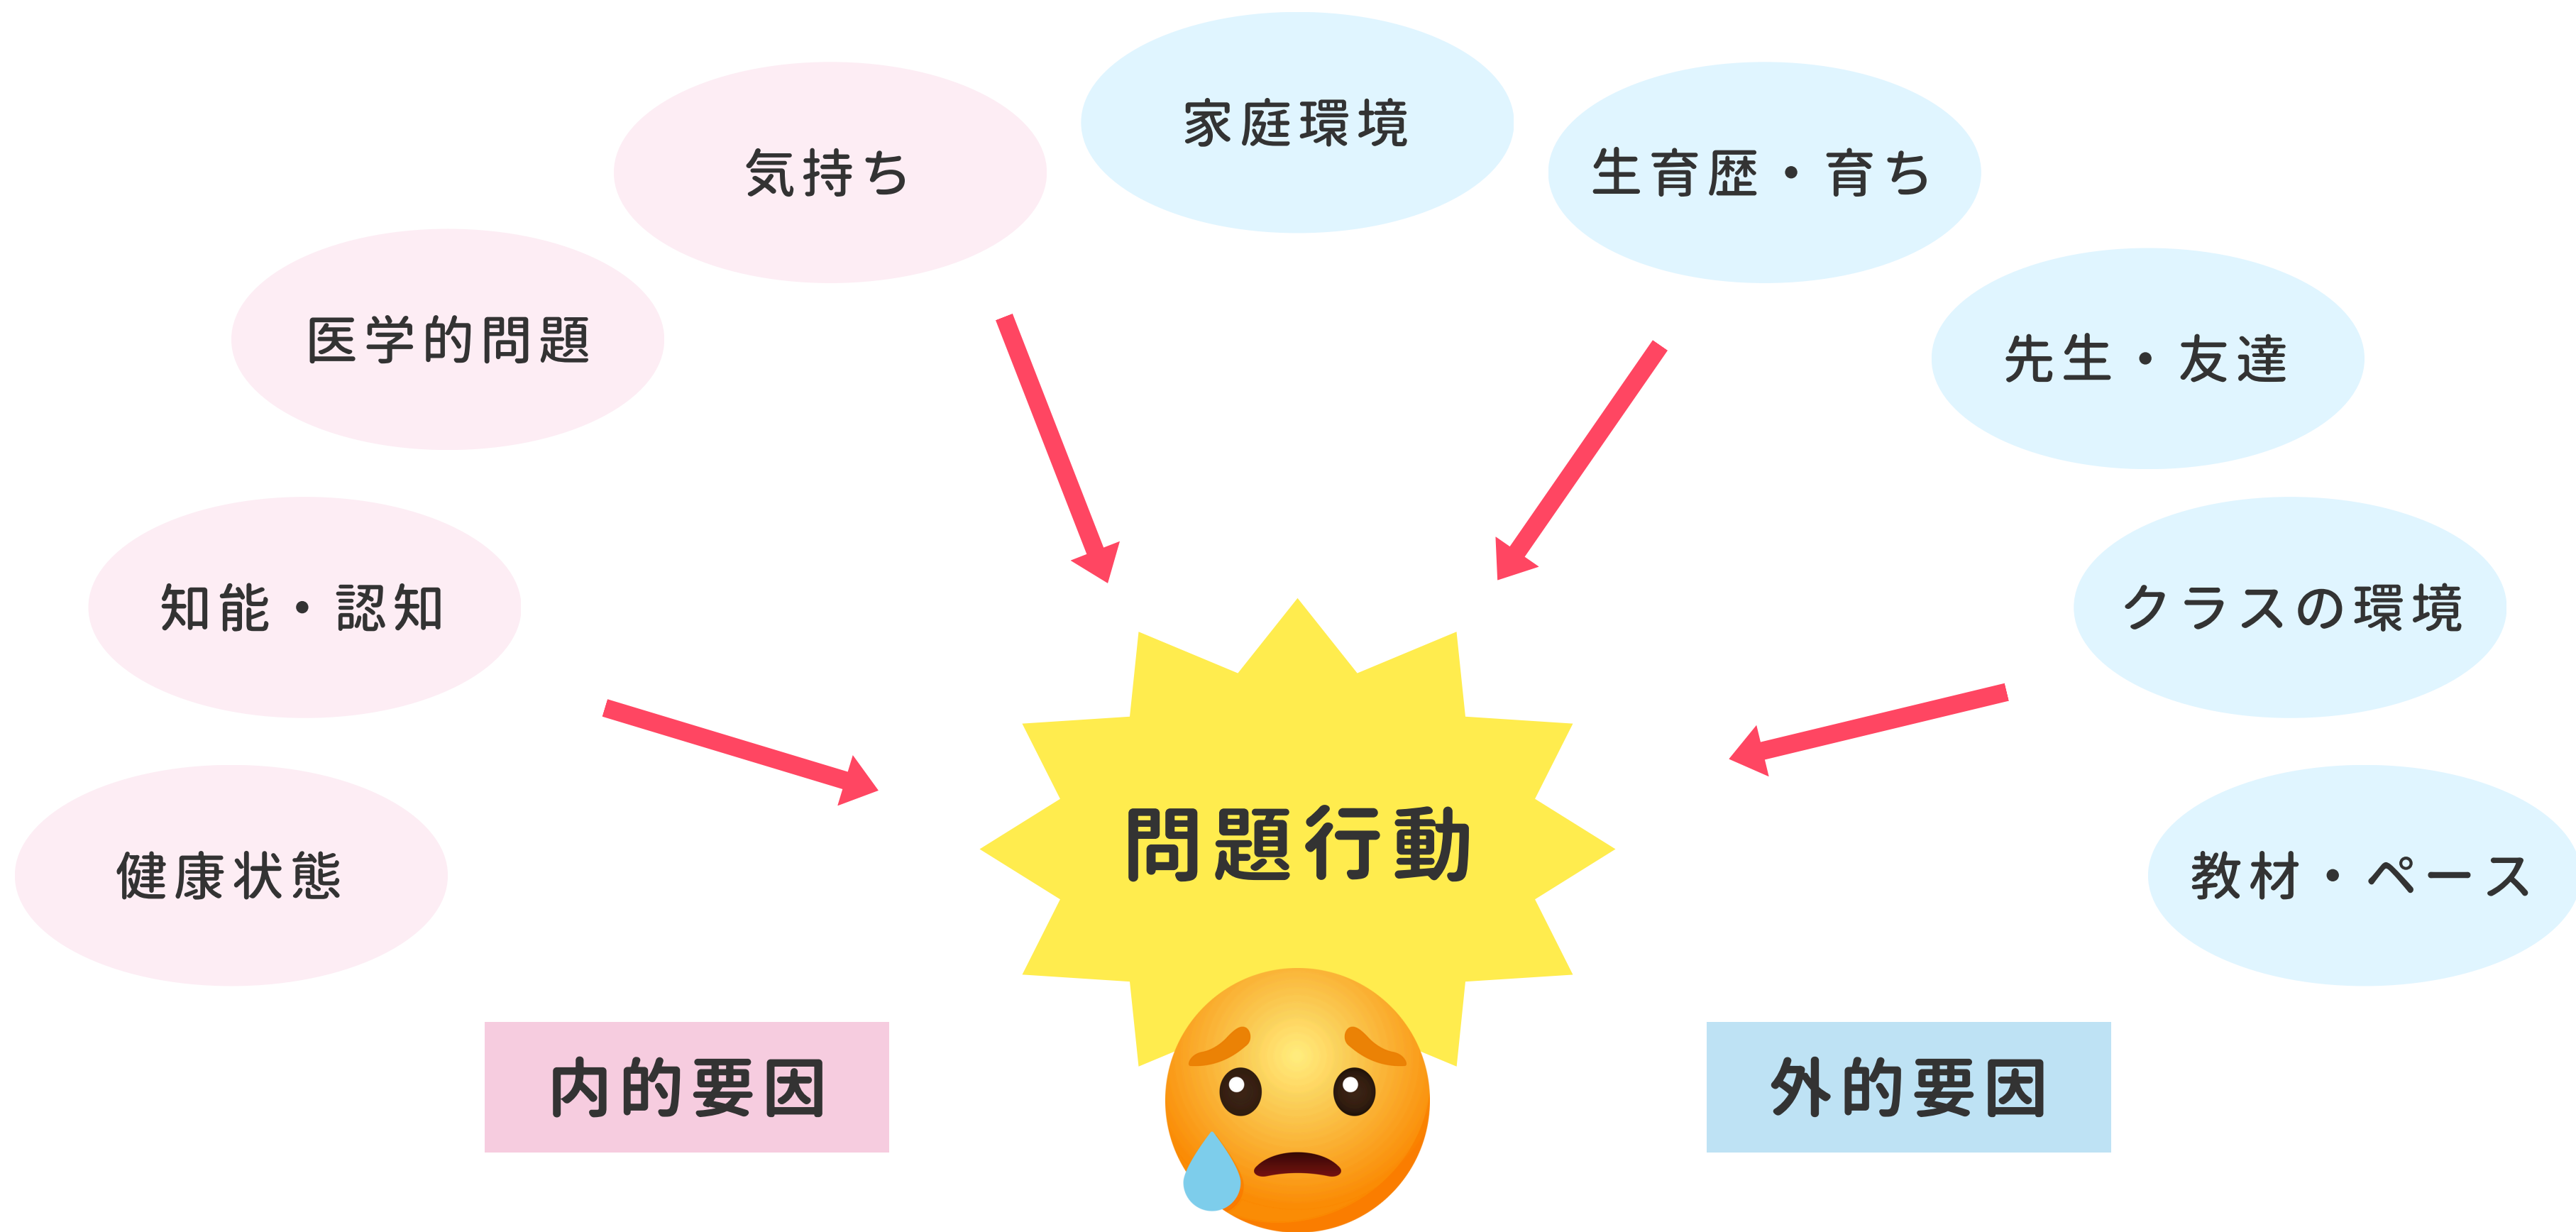 家庭環境
気持ち
生育歴・育ち
医学的問題
先生・友達
知能・認知
クラスの環境
問題行動
健康状態
教材・ペース
内的要因
外的要因